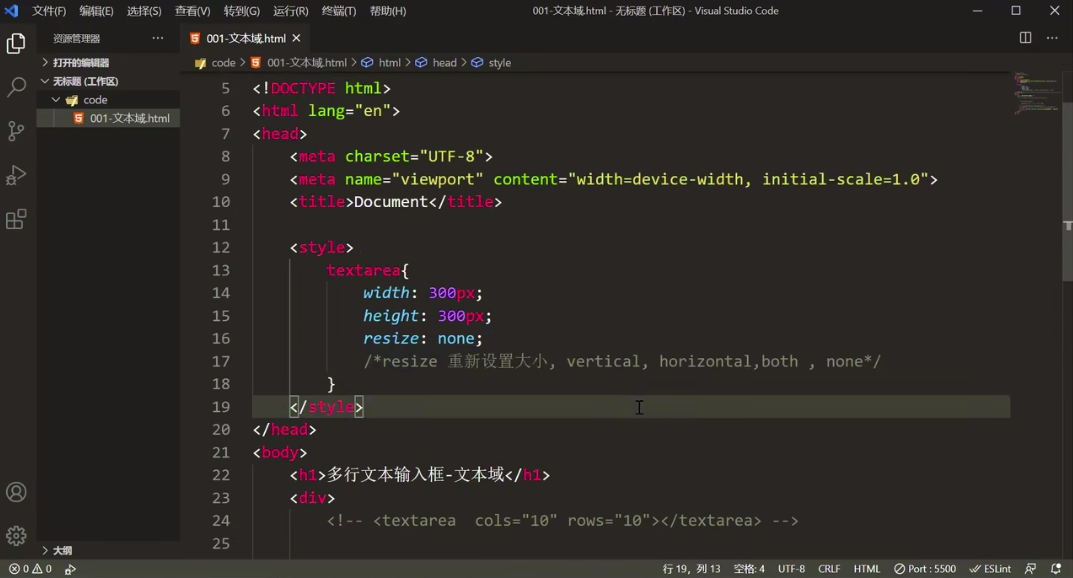 文件(F) 编辑(E) 选择(S) 查看(V) 转到(G) 运行(R) 终端(T) 帮助(H) 001-文本域.html - 无标题 (工作区) - Visual Studio Code
资源管理器 ···
001-文本域.html
打开的编辑器
无标题 (工作区)
code
001-文本域.html
code > 001-文本域.html > html > head > style
5 <!DOCTYPE html>
6 <html lang="en">
7 <head>
8 <meta charset="UTF-8">
9 <meta name="viewport" content="width=device-width, initial-scale=1.0">
10 <title>Document</title>
11
12 <style>
13 textarea{
14 width: 300px;
15 height: 300px;
16 resize: none;
17 /*resize 重新设置大小, vertical, horizontal,both , none*/
18 }
19 </style>
20 </head>
21 <body>
22 <h1>多行文本输入框-文本域</h1>
23 <div>
24 <!-- <textarea  cols="10" rows="10"></textarea> -->
25
大纲
0 0 行 19，列 13 空格: 4 UTF-8 CRLF HTML Port : 5500 ESLint